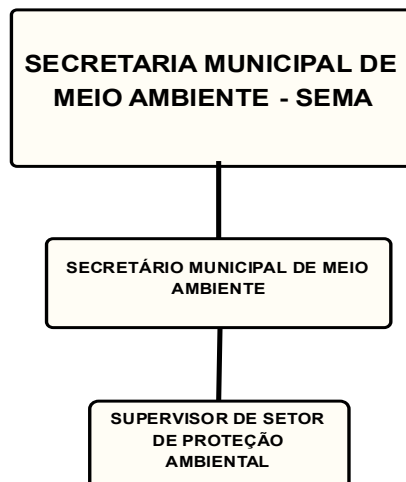 SECRETARIA MUNICIPAL DE
MEIO AMBIENTE - SEMA
SECRETÁRIO MUNICIPAL DE MEIO
AMBIENTE
SUPERVISOR DE SETOR
DE PROTEÇÃO
AMBIENTAL